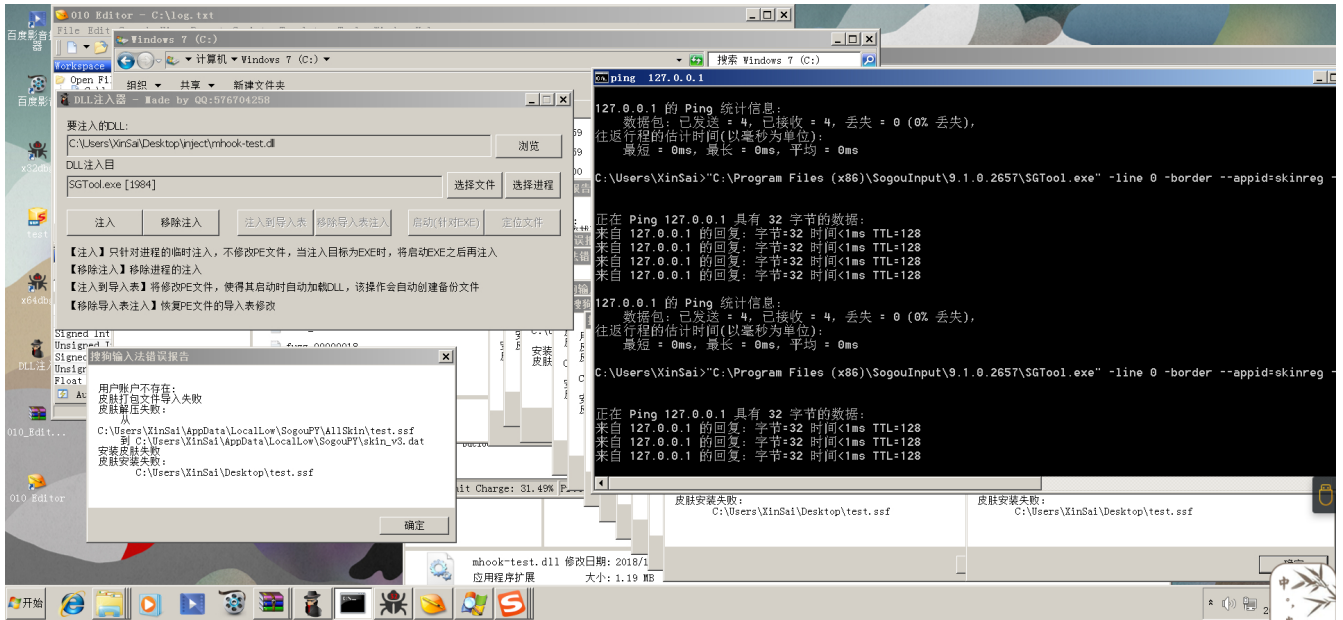 010 Editor - C:\log.txt
File Edit
Workspace
Windows 7 (C:)
计算机 ▼ Windows 7 (C:) ▼
搜索 Windows 7 (C:)
组织 ▼ 共享 ▼ 新建文件夹
DLL注入器 - Made by QQ:576704258
要注入的DLL:
C:\Users\XinSai\Desktop\inject\mhook-test.dll
浏览
DLL注入目
SGTool.exe [1984]
选择文件
选择进程
注入
移除注入
注入到导入表
移除导入表注入
启动(针对EXE)
定位文件
【注入】只针对进程的临时注入，不修改PE文件，当注入目标为EXE时，将启动EXE之后再注入
【移除注入】移除进程的注入
【注入到导入表】将修改PE文件，使得其启动时自动加载DLL，该操作会自动创建备份文件
【移除导入表注入】恢复PE文件的导入表修改
Signed Int
搜狗输入法错误报告
用户账户不存在:
皮肤打包文件导入失败
皮肤解压失败:
从
C:\Users\XinSai\AppData\LocalLow\SogouPY\AllSkin\test.ssf
到 C:\Users\XinSai\AppData\LocalLow\SogouPY\skin_v3.dat
安装皮肤失败
皮肤安装失败:
C:\Users\XinSai\Desktop\test.ssf
确定
ping 127.0.0.1
127.0.0.1 的 Ping 统计信息:
数据包: 已发送 = 4，已接收 = 4，丢失 = 0 (0% 丢失)，
往返行程的估计时间(以毫秒为单位):
最短 = 0ms，最长 = 0ms，平均 = 0ms
C:\Users\XinSai>"C:\Program Files (x86)\SogouInput\9.1.0.2657\SGTool.exe" -line 0 -border --appid=skinreg -
正在 Ping 127.0.0.1 具有 32 字节的数据:
来自 127.0.0.1 的回复: 字节=32 时间<1ms TTL=128
来自 127.0.0.1 的回复: 字节=32 时间<1ms TTL=128
来自 127.0.0.1 的回复: 字节=32 时间<1ms TTL=128
来自 127.0.0.1 的回复: 字节=32 时间<1ms TTL=128
127.0.0.1 的 Ping 统计信息:
数据包: 已发送 = 4，已接收 = 4，丢失 = 0 (0% 丢失)，
往返行程的估计时间(以毫秒为单位):
最短 = 0ms，最长 = 0ms，平均 = 0ms
C:\Users\XinSai>"C:\Program Files (x86)\SogouInput\9.1.0.2657\SGTool.exe" -line 0 -border --appid=skinreg -
正在 Ping 127.0.0.1 具有 32 字节的数据:
来自 127.0.0.1 的回复: 字节=32 时间<1ms TTL=128
来自 127.0.0.1 的回复: 字节=32 时间<1ms TTL=128
来自 127.0.0.1 的回复: 字节=32 时间<1ms TTL=128
皮肤安装失败:
C:\Users\XinSai\Desktop\test.ssf
皮肤安装失败:
C:\Users\XinSai\Desktop\test.ssf
Charge: 31.49%
mhook-test.dll 修改日期: 2018/1
应用程序扩展 大小: 1.19 MB
010_Edit...
010 Editor
开始
中